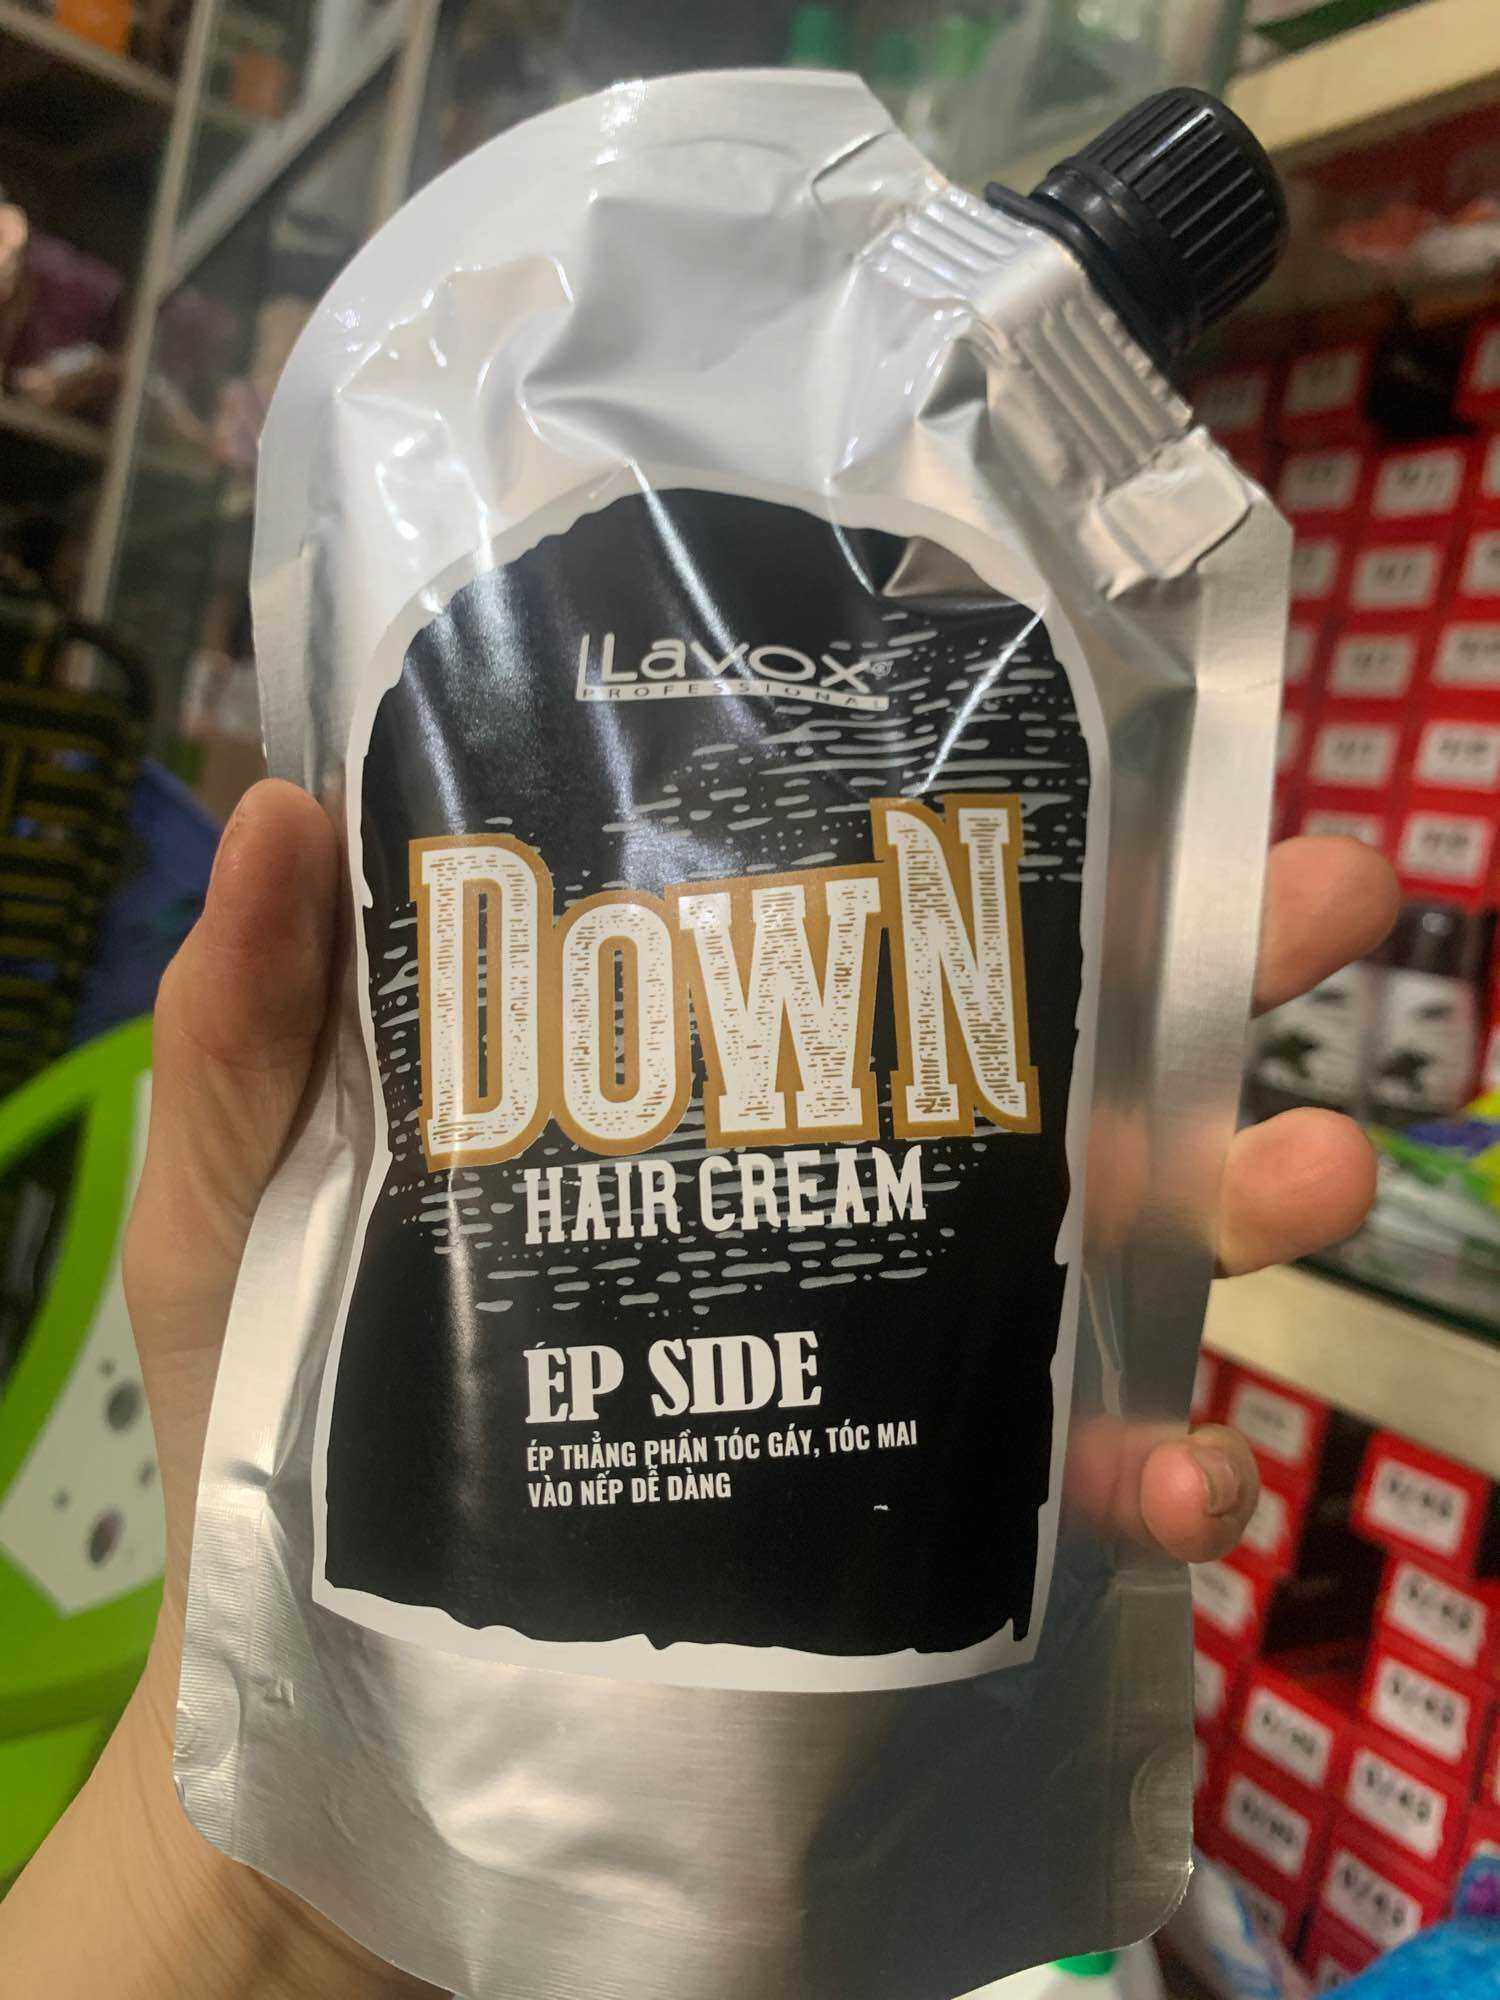 Lavox
PROFESSIONAL
DOWN
HAIR CREAM
ÉP SIDE
ÉP THẲNG PHẦN TÓC GÁY, TÓC MAI
VÀO NẾP DỄ DÀNG